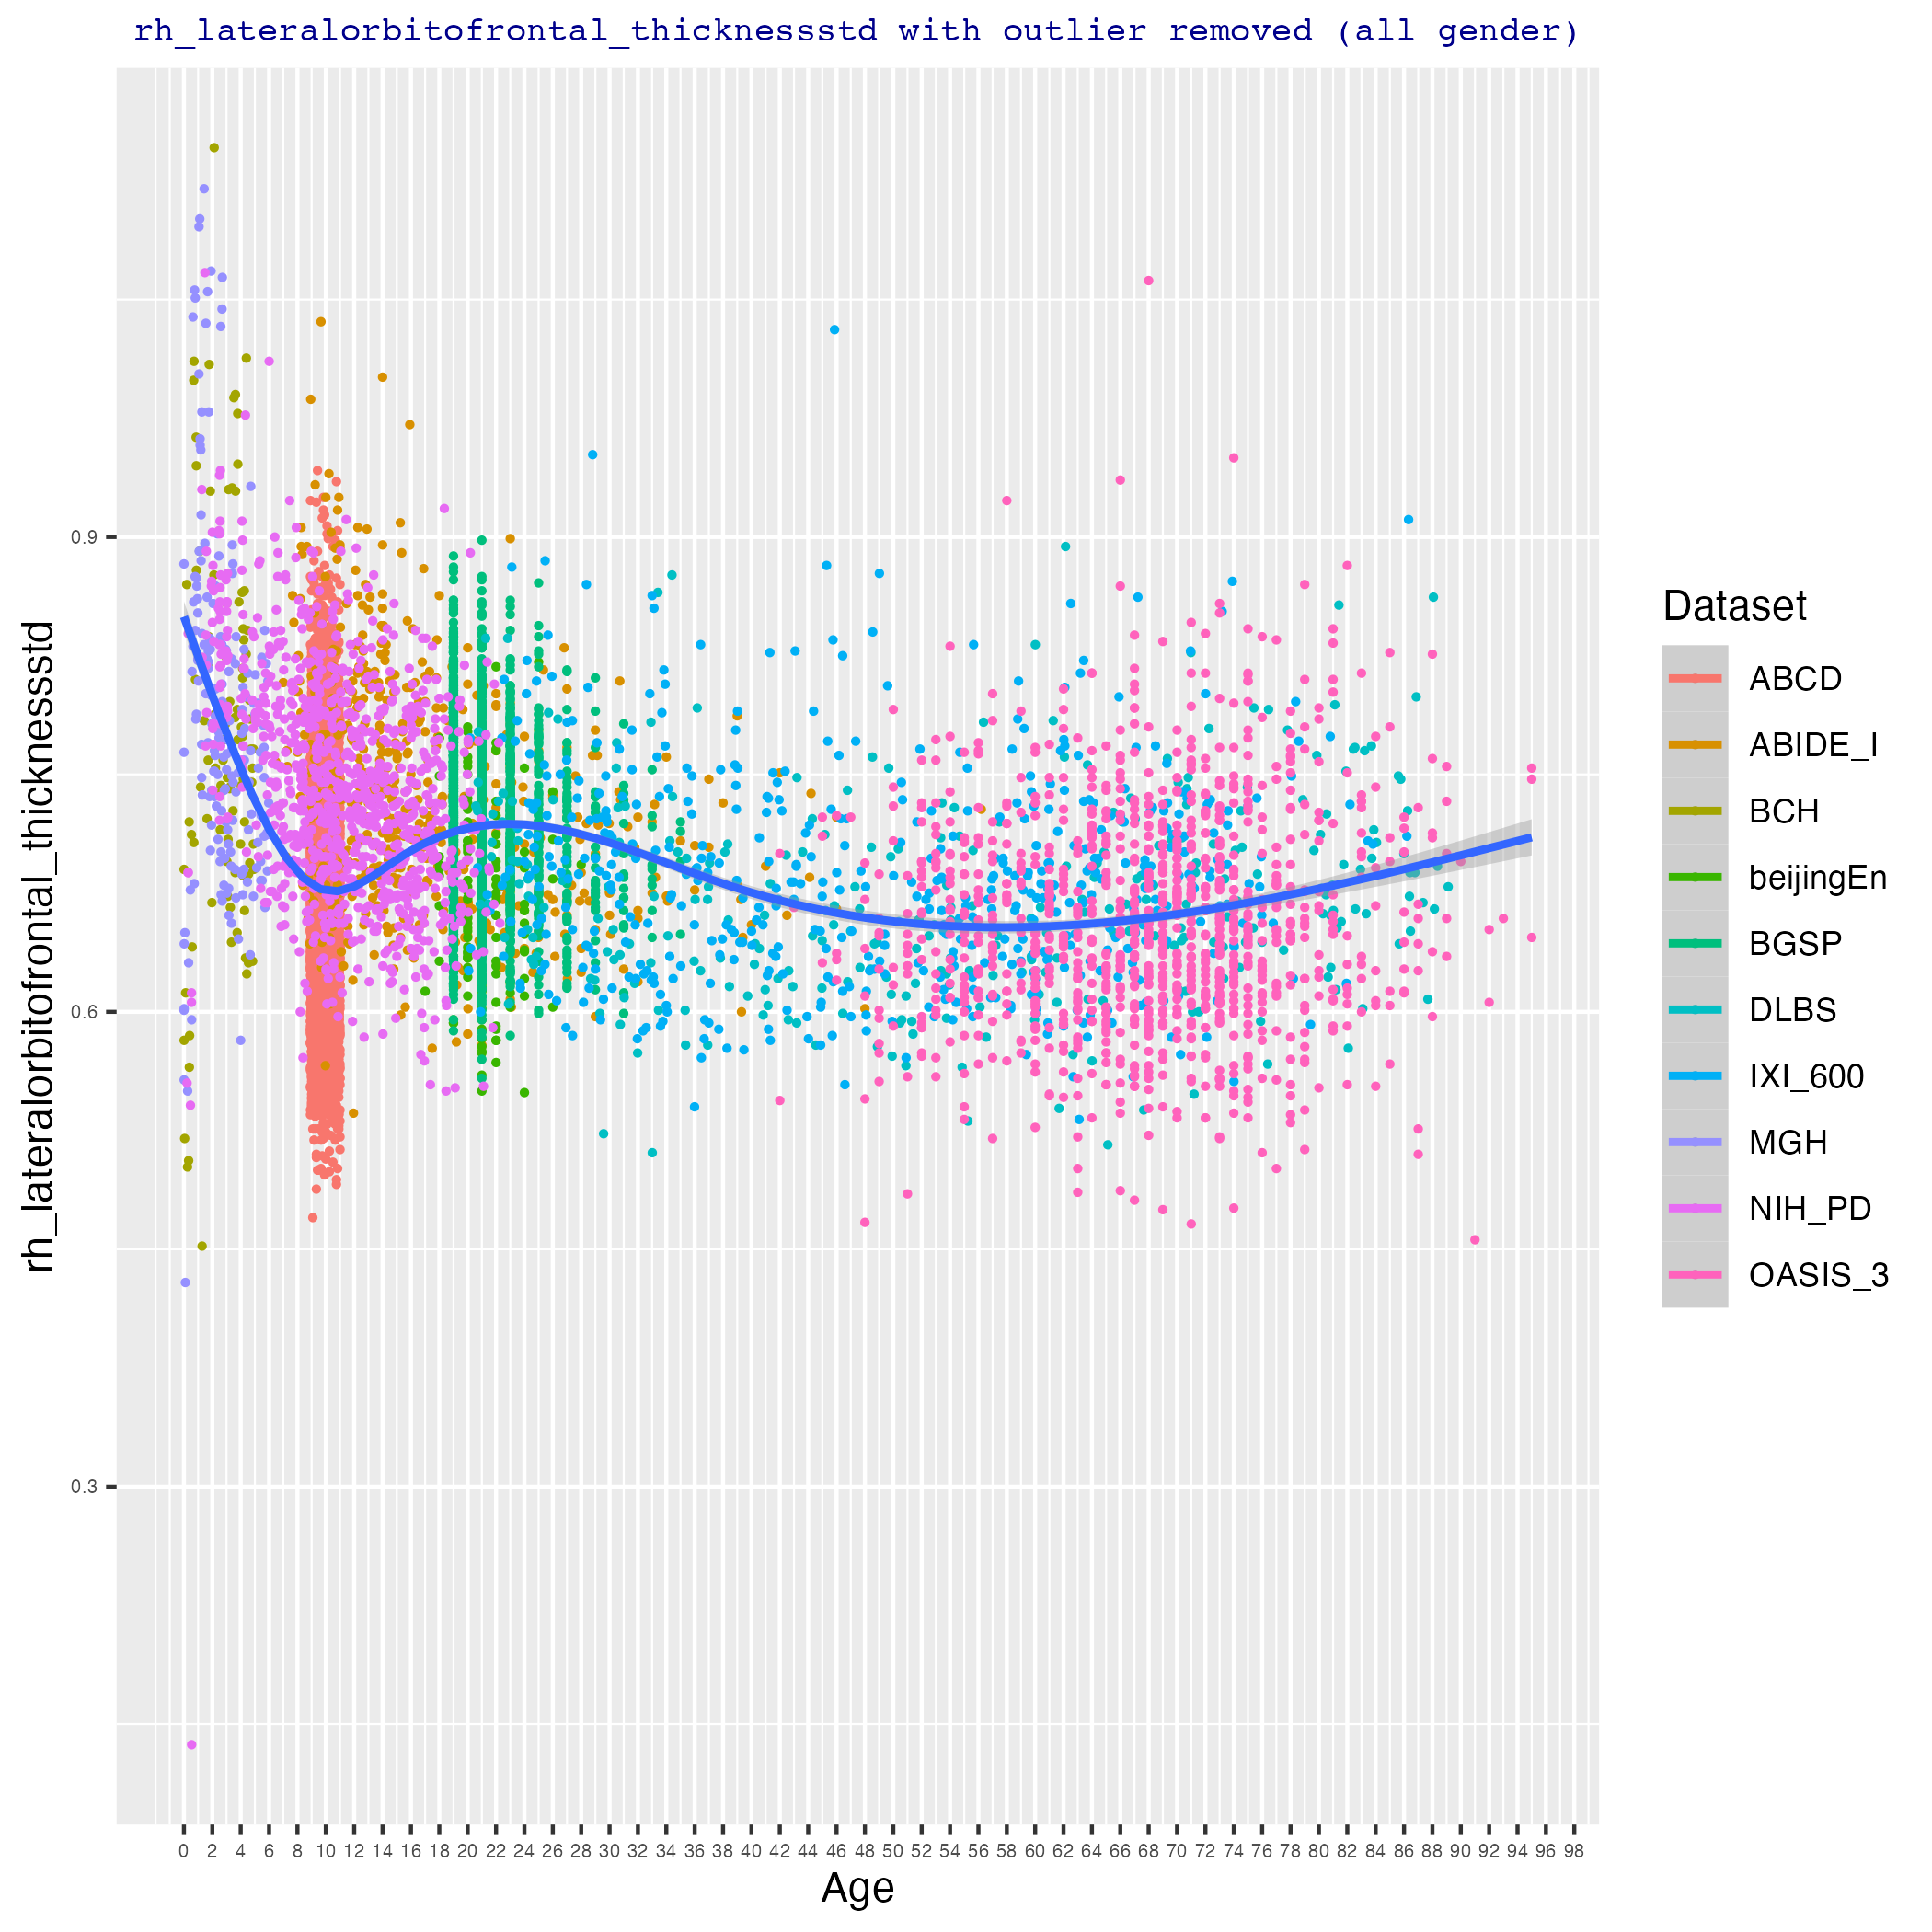 rh_lateralorbitofrontal_thicknessstd with outlier removed (all gender)
rh_lateralorbitofrontal_thicknessstd
0.9
0.6
0.3
0 2 4 6 8 10 12 14 16 18 20 22 24 26 28 30 32 34 36 38 40 42 44 46 48 50 52 54 56 58 60 62 64 66 68 70 72 74 76 78 80 82 84 86 88 90 92 94 96 98
Age
Dataset
ABCD
ABIDE_I
BCH
beijingEn
BGSP
DLBS
IXI_600
MGH
NIH_PD
OASIS_3